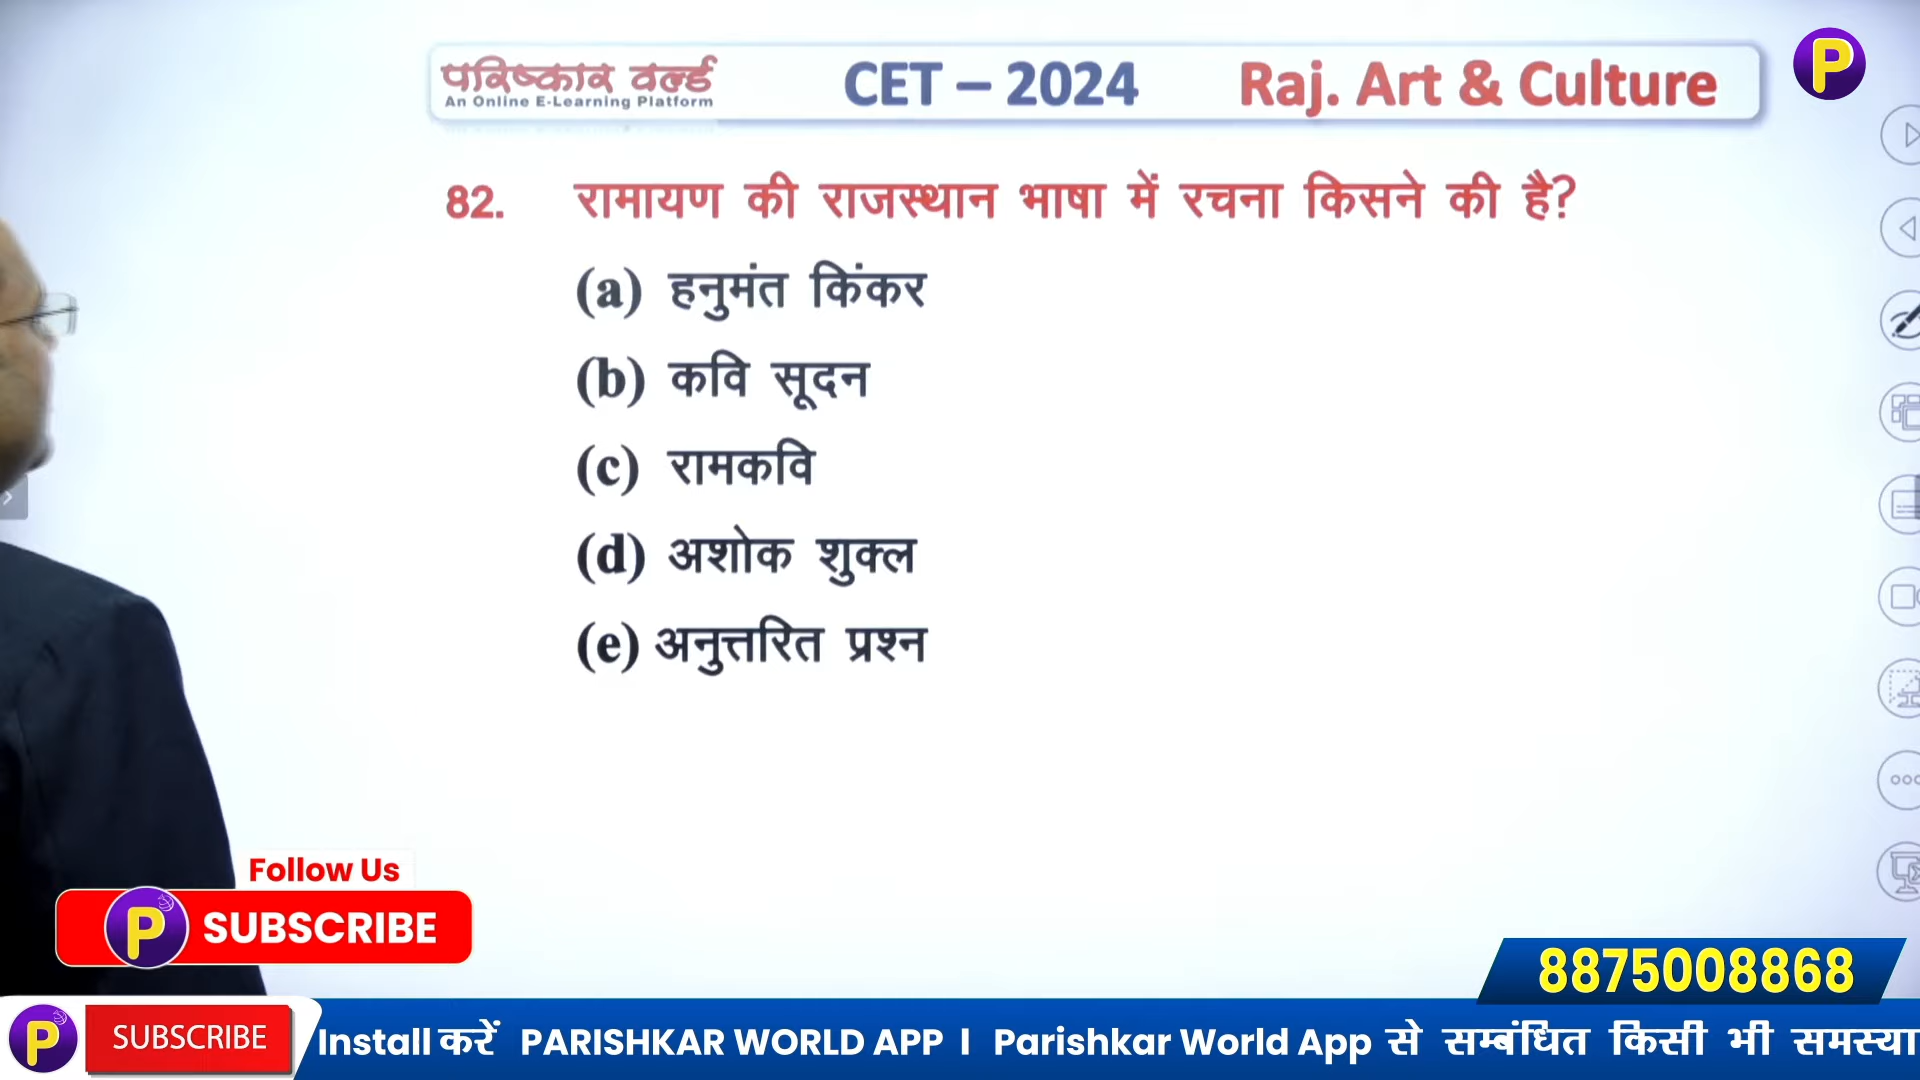 परिष्कार वर्ल्ड
An Online E-Learning Platform
CET – 2024
Raj. Art & Culture
P
82. रामायण की राजस्थान भाषा में रचना किसने की है?
(a) हनुमंत किंकर
(b) कवि सूदन
(c) रामकवि
(d) अशोक शुक्ल
(e) अनुत्तरित प्रश्न
Follow Us
P SUBSCRIBE
8875008868
P SUBSCRIBE
Install करें PARISHKAR WORLD APP I Parishkar World App से सम्बंधित किसी भी समस्या